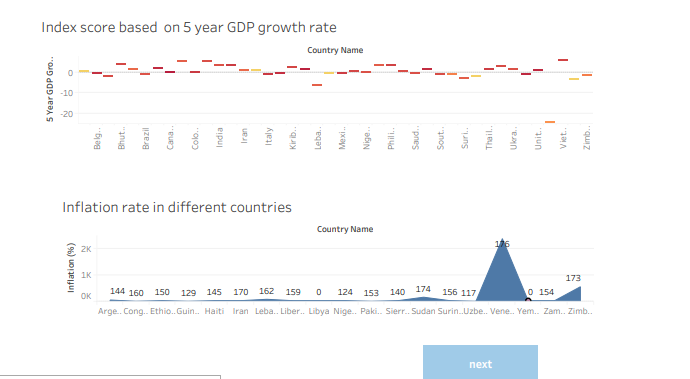 Index score based on 5 year GDP growth rate
Country Name
5 Year GDP Gro..
0
-10
-20
Belg.. Bhut.. Brazil Cana.. Colo.. India Iran Italy Kirib.. Leba.. Mexi.. Nige.. Phili.. Saud.. Sout.. Suri.. Thail.. Ukra.. Unit.. Viet.. Zimb..
Inflation rate in different countries
Country Name
Inflation (%)
2K
1K
0K
144 160 150 129 145 170 162 159 0 124 153 140 174 156 117 176 0 154 173
Arge.. Cong.. Ethio.. Guin.. Haiti Iran Leba.. Liber.. Libya Nige.. Paki.. Sierr.. Sudan Surin.. Uzbe.. Vene.. Yem.. Zam.. Zimb..
next